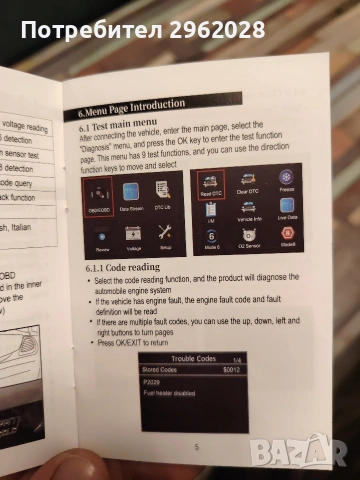 Потребител 2962028
voltage reading
detection
n sensor test
detection
code query
ack function
sh, Italian
OBD
d in the inner
ove the
w)
6.Menu Page Introduction
6.1 Test main menu
After connecting the vehicle, enter the main page, select the
"Diagnosis" menu, and press the OK key to enter the test function
page. This menu has 9 test functions, and you can use the direction
function keys to move and select
OBDII/EOBD Data Stream DTC Lib
Review Voltage Setup
Read DTC Clear DTC Freeze
I/M Vehicle Info Live Data
Mode 6 O2 Sensor Mode8
6.1.1 Code reading
• Select the code reading function, and the product will diagnose the
automobile engine system
• If the vehicle has engine fault, the engine fault code and fault
definition will be read
• If there are multiple fault codes, you can use the up, down, left and
right buttons to turn pages
• Press OK/EXIT to return
Trouble Codes 1/4
Stored Codes $0012
P2029
Fuel heater disabled
5
BAZAR
bg